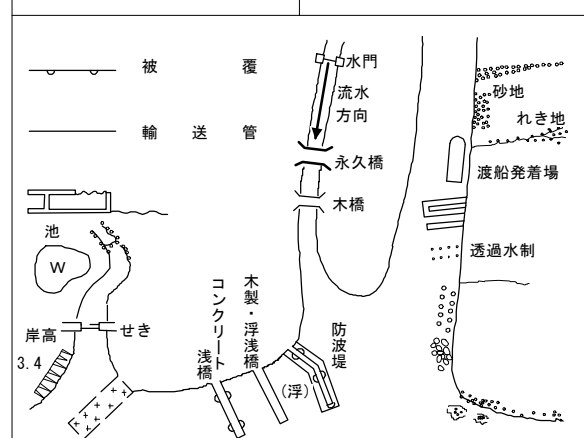 被覆
輸送管
水門
流水
方向
永久橋
木橋
砂地
れき地
渡船発着場
透過水制
池
W
岸高
3.4
せき
コンクリート
浅橋
木製・浮浅橋
防波堤
(浮)